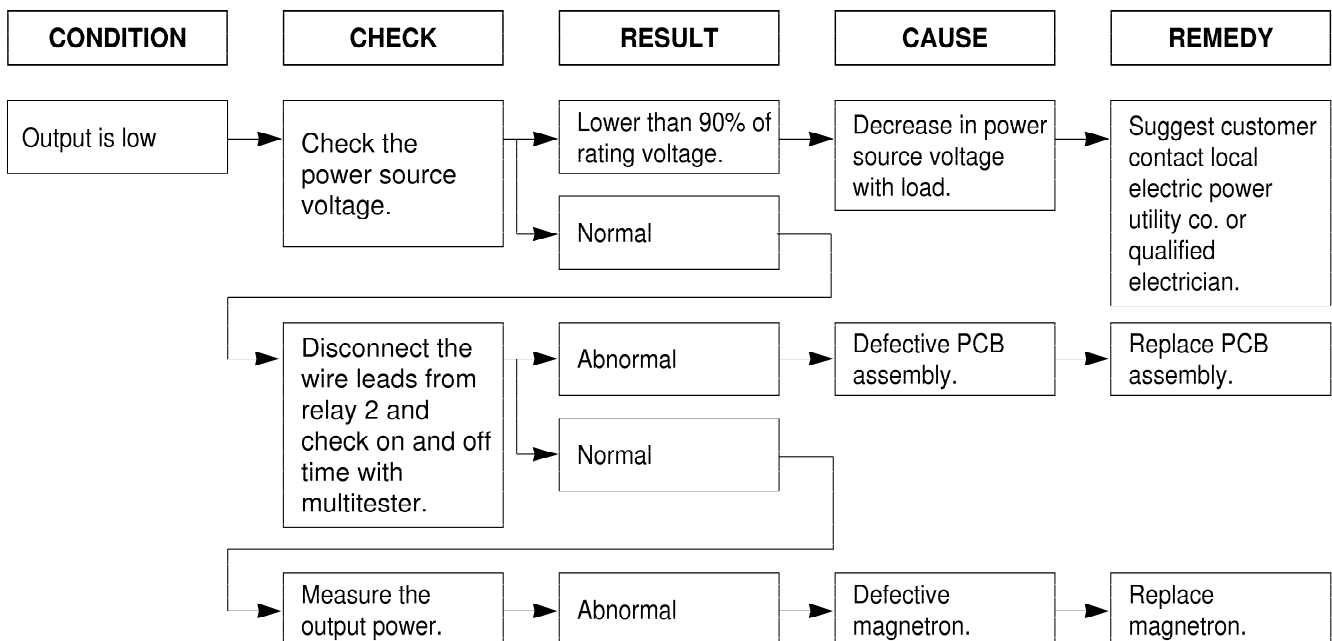 CONDITION
CHECK
RESULT
CAUSE
REMEDY
Output is low
Check the
power source
voltage.
Lower than 90% of
rating voltage.
Decrease in power
source voltage
with load.
Suggest customer
contact local
electric power
utility co. or
qualified
electrician.
Normal
Disconnect the
wire leads from
relay 2 and
check on and off
time with
multitester.
Abnormal
Defective PCB
assembly.
Replace PCB
assembly.
Normal
Measure the
output power.
Abnormal
Defective
magnetron.
Replace
magnetron.